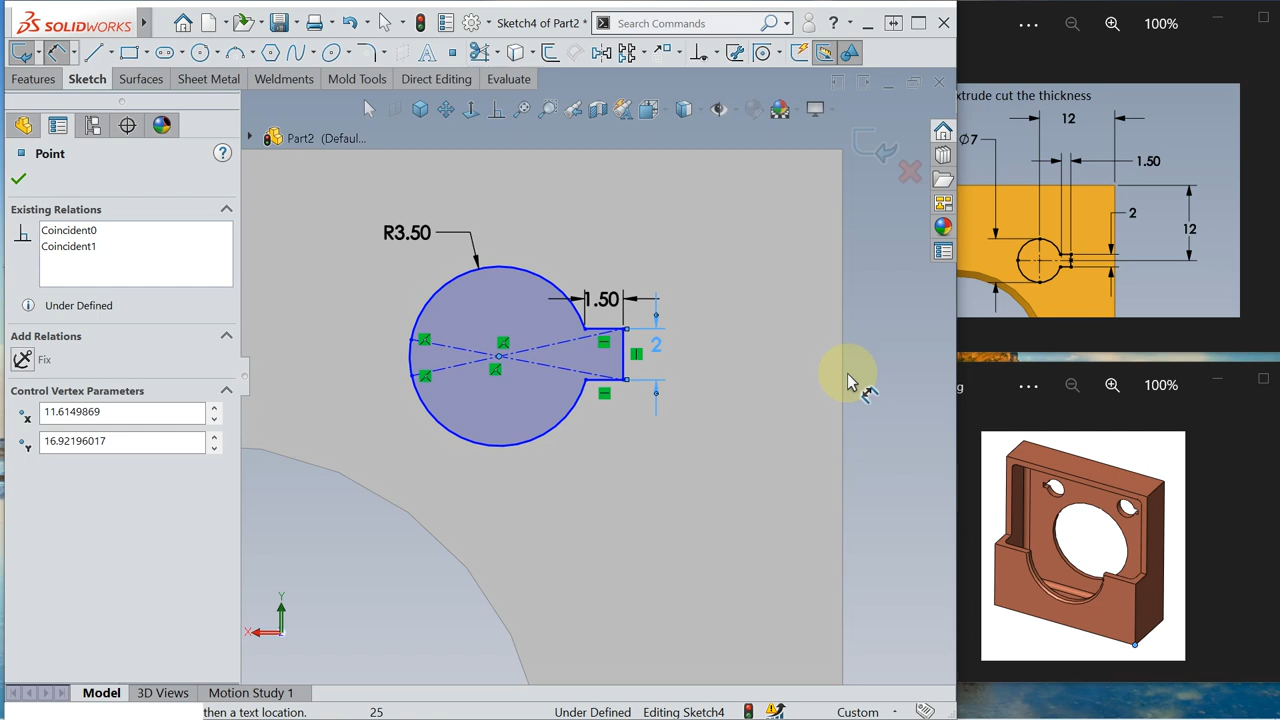 SOLIDWORKS
Sketch4 of Part2 *
Search Commands
?
100%
Features
Sketch
Surfaces
Sheet Metal
Weldments
Mold Tools
Direct Editing
Evaluate
Part2 (Defaul...
Point
?
Existing Relations
Coincident0
Coincident1
Under Defined
Add Relations
Fix
Control Vertex Parameters
X
11.6149869
Y
16.92196017
R3.50
1.50
2
Y
X
Model
3D Views
Motion Study 1
then a text location.
25
Under Defined
Editing Sketch4
Custom
xtrude cut the thickness
12
Ø7
1.50
2
12
g
100%